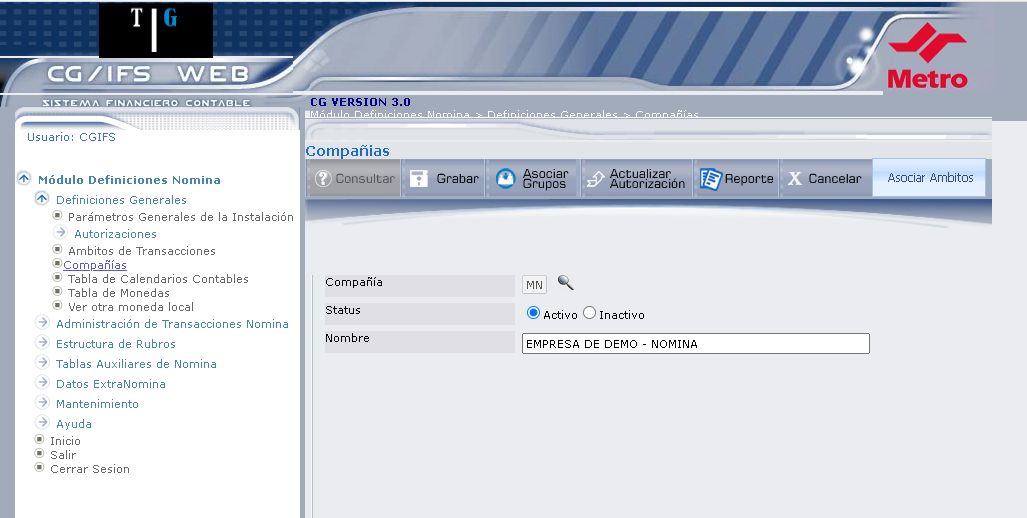 T G
CG/IFS WEB
SISTEMA FINANCIERO CONTABLE
Metro
CG VERSION 3.0
Módulo Definiciones Nomina > Definiciones Generales > Compañías
Usuario: CGIFS
Compañias
Consultar
Grabar
Asociar Grupos
Actualizar Autorización
Reporte
X Cancelar
Asociar Ambitos
Módulo Definiciones Nomina
Definiciones Generales
Parámetros Generales de la Instalación
Autorizaciones
Ambitos de Transacciones
Compañías
Tabla de Calendarios Contables
Tabla de Monedas
Ver otra moneda local
Administración de Transacciones Nomina
Estructura de Rubros
Tablas Auxiliares de Nomina
Datos ExtraNomina
Mantenimiento
Ayuda
Inicio
Salir
Cerrar Sesion
Compañía MN
Status Activo Inactivo
Nombre EMPRESA DE DEMO - NOMINA